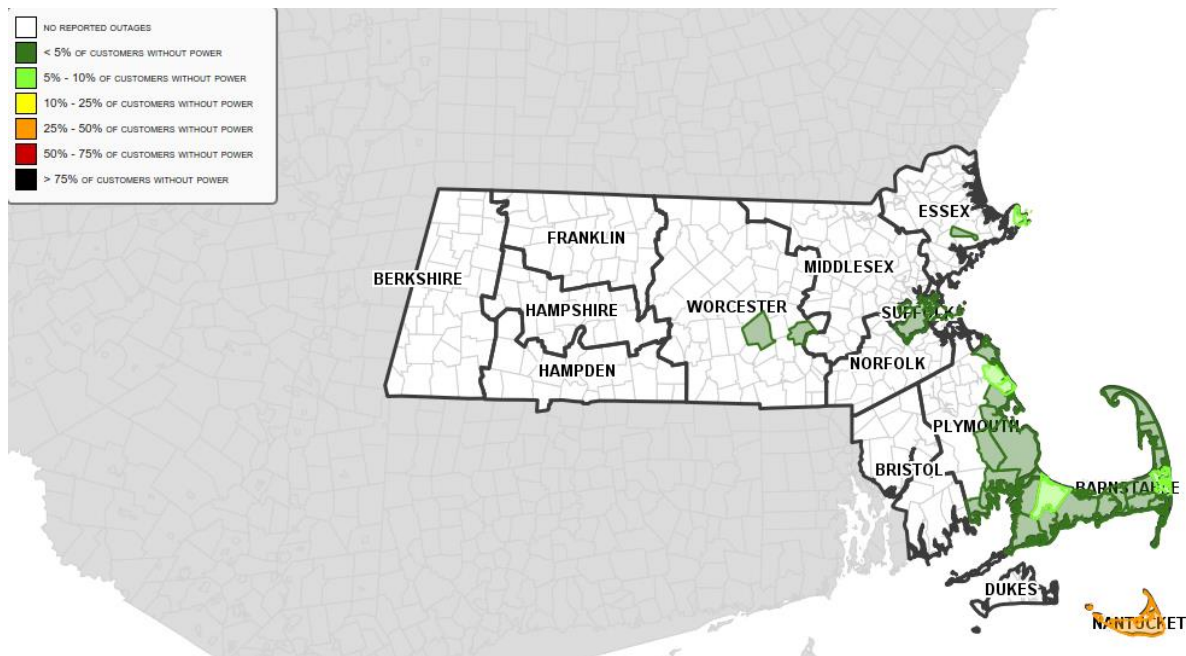 NO REPORTED OUTAGES
< 5% OF CUSTOMERS WITHOUT POWER
5% - 10% OF CUSTOMERS WITHOUT POWER
10% - 25% OF CUSTOMERS WITHOUT POWER
25% - 50% OF CUSTOMERS WITHOUT POWER
50% - 75% OF CUSTOMERS WITHOUT POWER
> 75% OF CUSTOMERS WITHOUT POWER
ESSEX
FRANKLIN
MIDDLESEX
BERKSHIRE
HAMPSHIRE
WORCESTER
SUFFOLK
NORFOLK
HAMPDEN
PLYMOUTH
BRISTOL
BARNSTABLE
DUKES
NANTUCKET